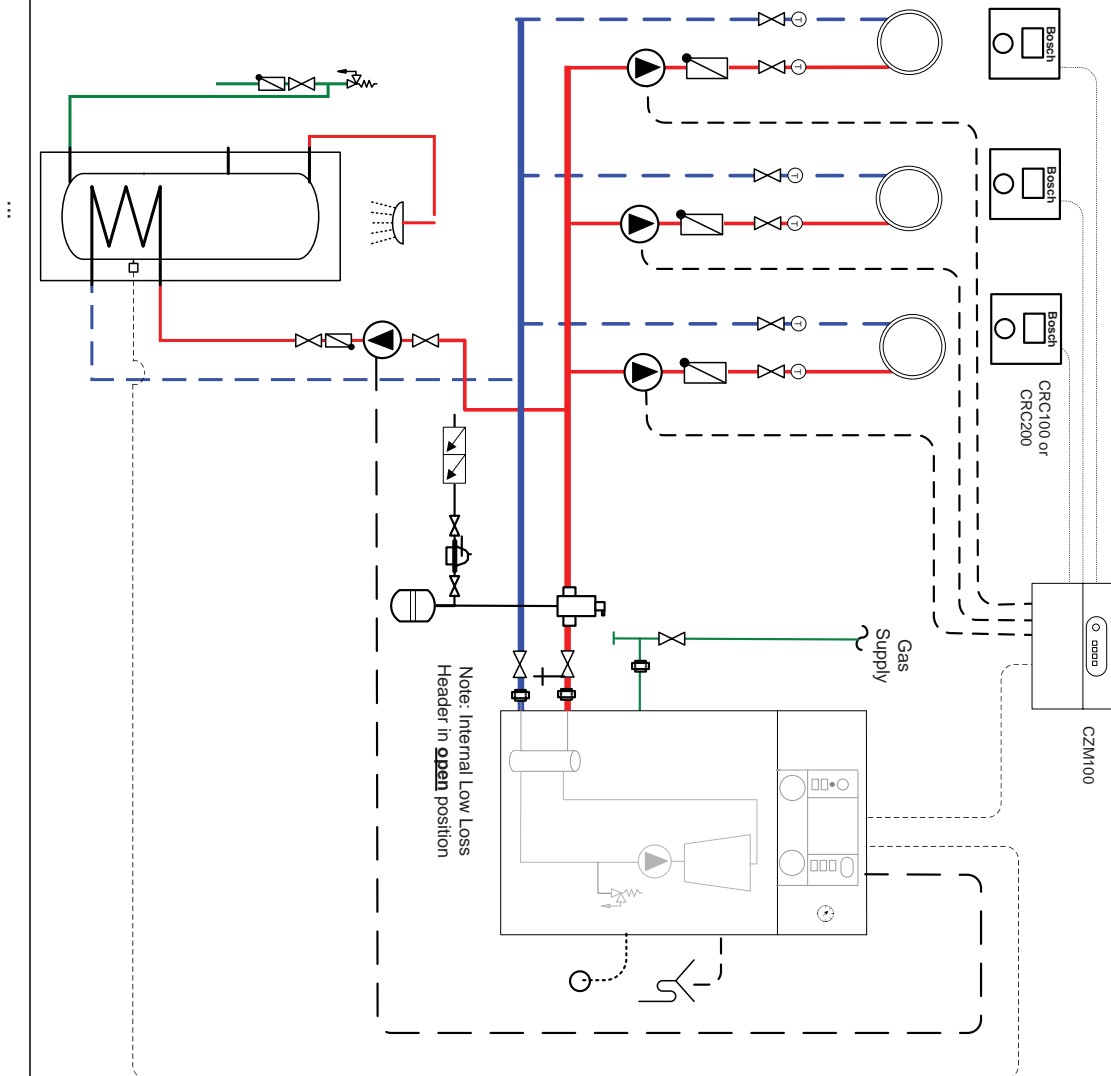 Bosch
Bosch
Bosch
CRC100 or
CRC200
CZM100
Gas
Supply
T
T
T
T
T
T
Note: Internal Low Loss
Header in open position
...